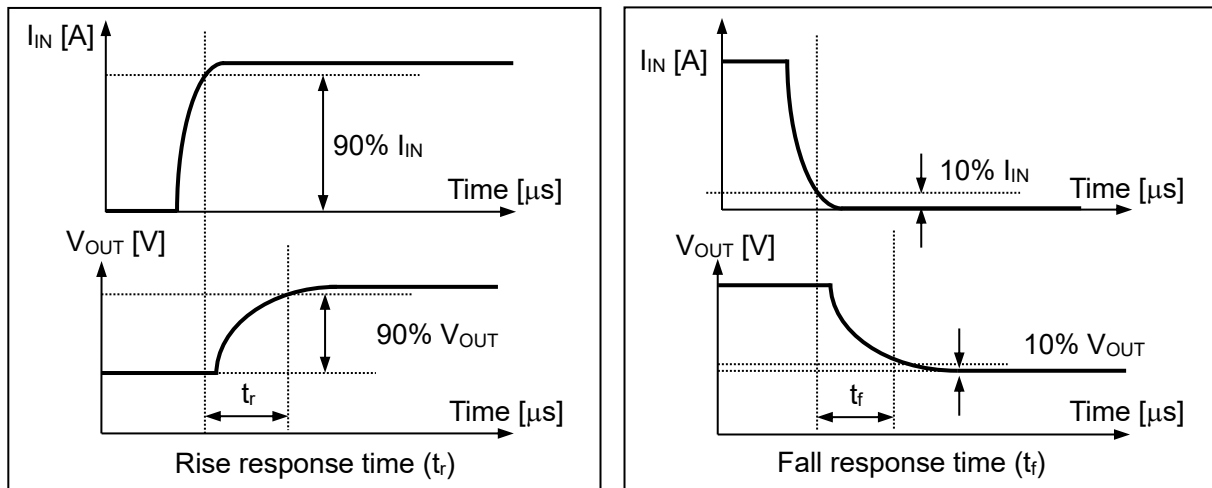 I_IN [A]
90% I_IN
Time [μs]
V_OUT [V]
90% V_OUT
t_r
Time [μs]
Rise response time (t_r)
I_IN [A]
10% I_IN
Time [μs]
V_OUT [V]
10% V_OUT
t_f
Time [μs]
Fall response time (t_f)